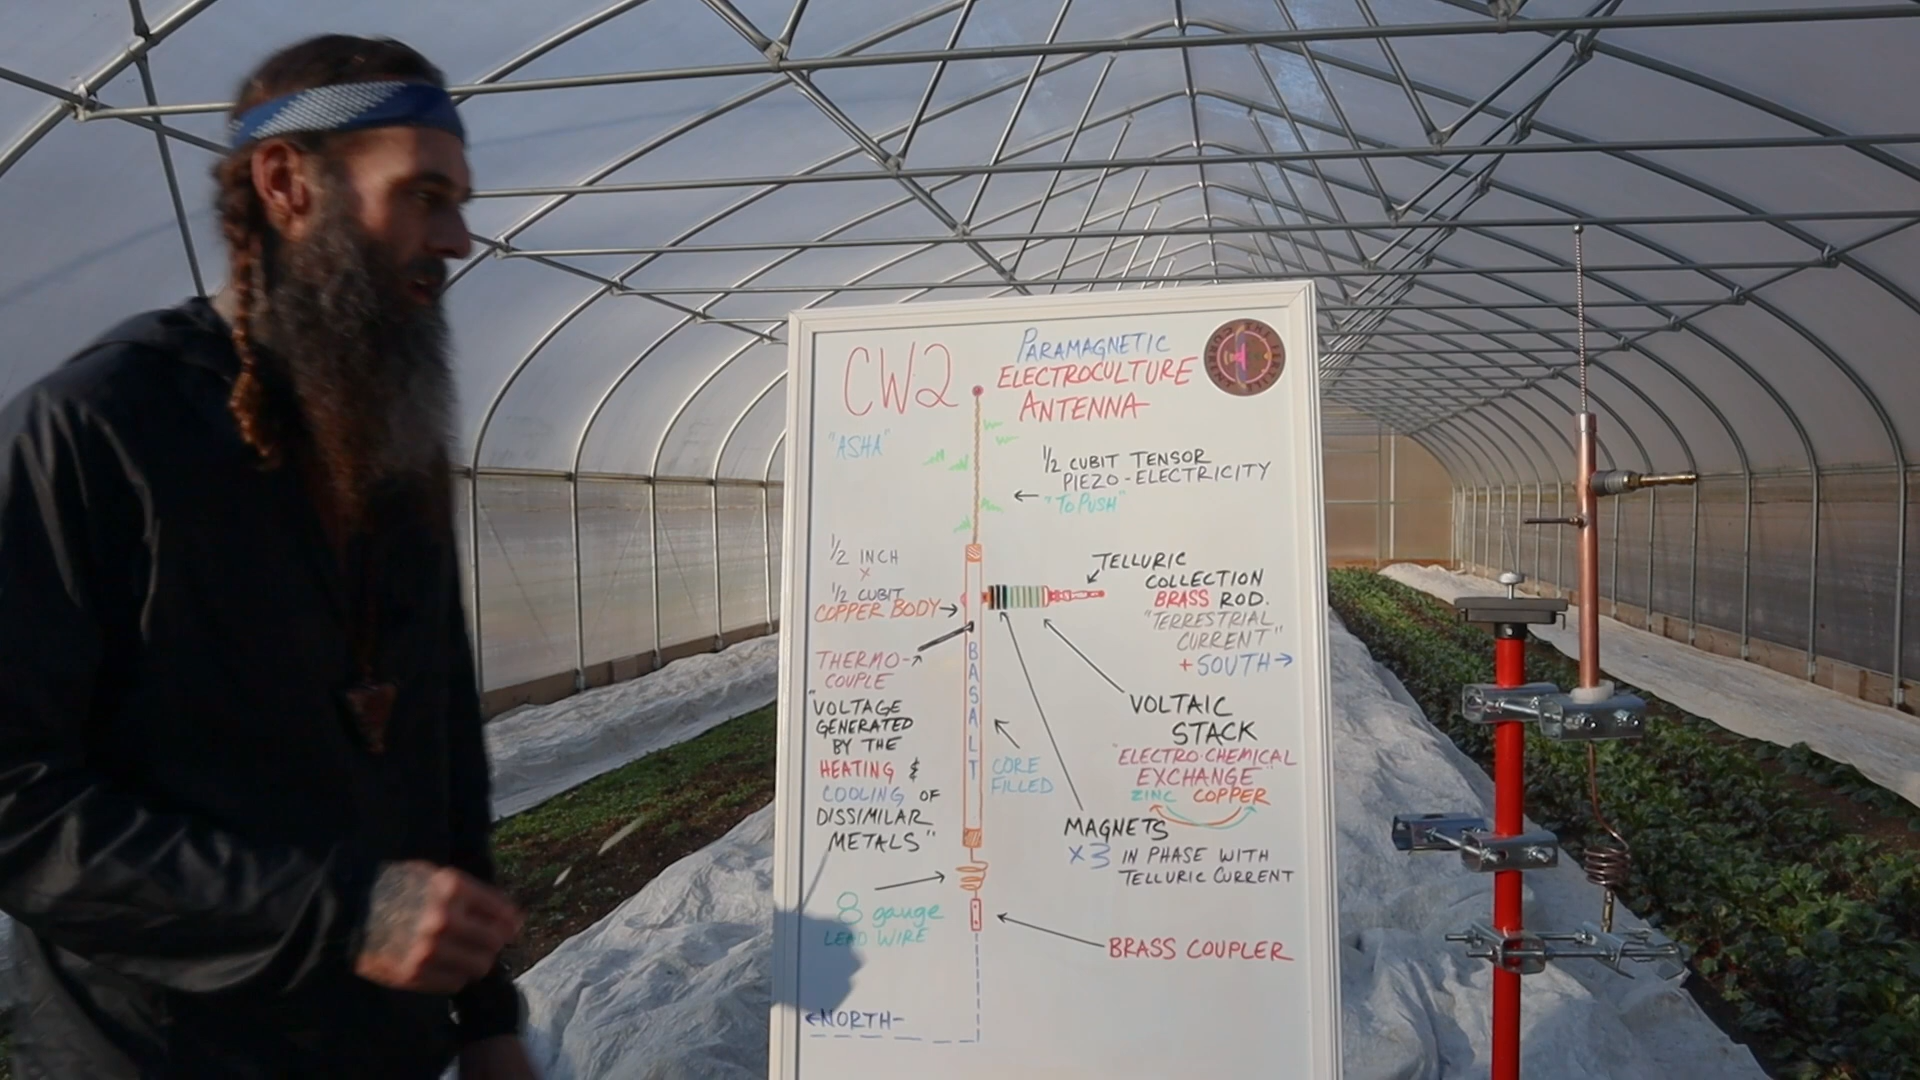 CW2
PARAMAGNETIC
ELECTROCULTURE
ANTENNA
"ASHA"
1/2 CUBIT TENSOR
PIEZO-ELECTRICITY
← "TO PUSH"
1/2 INCH
X
1/2 CUBIT
COPPER BODY→
TELLURIC
COLLECTION
BRASS ROD.
"TERRESTRIAL
CURRENT"
+SOUTH→
THERMO-
COUPLE
"VOLTAGE
GENERATED
BY THE
HEATING &
COOLING OF
DISSIMILAR
METALS"
BASALT
CORE
FILLED
VOLTAIC
STACK
"ELECTRO-CHEMICAL
EXCHANGE"
ZINC COPPER
MAGNETS
X3 IN PHASE WITH
TELLURIC CURRENT
8 gauge
LEAD WIRE
BRASS COUPLER
←NORTH-